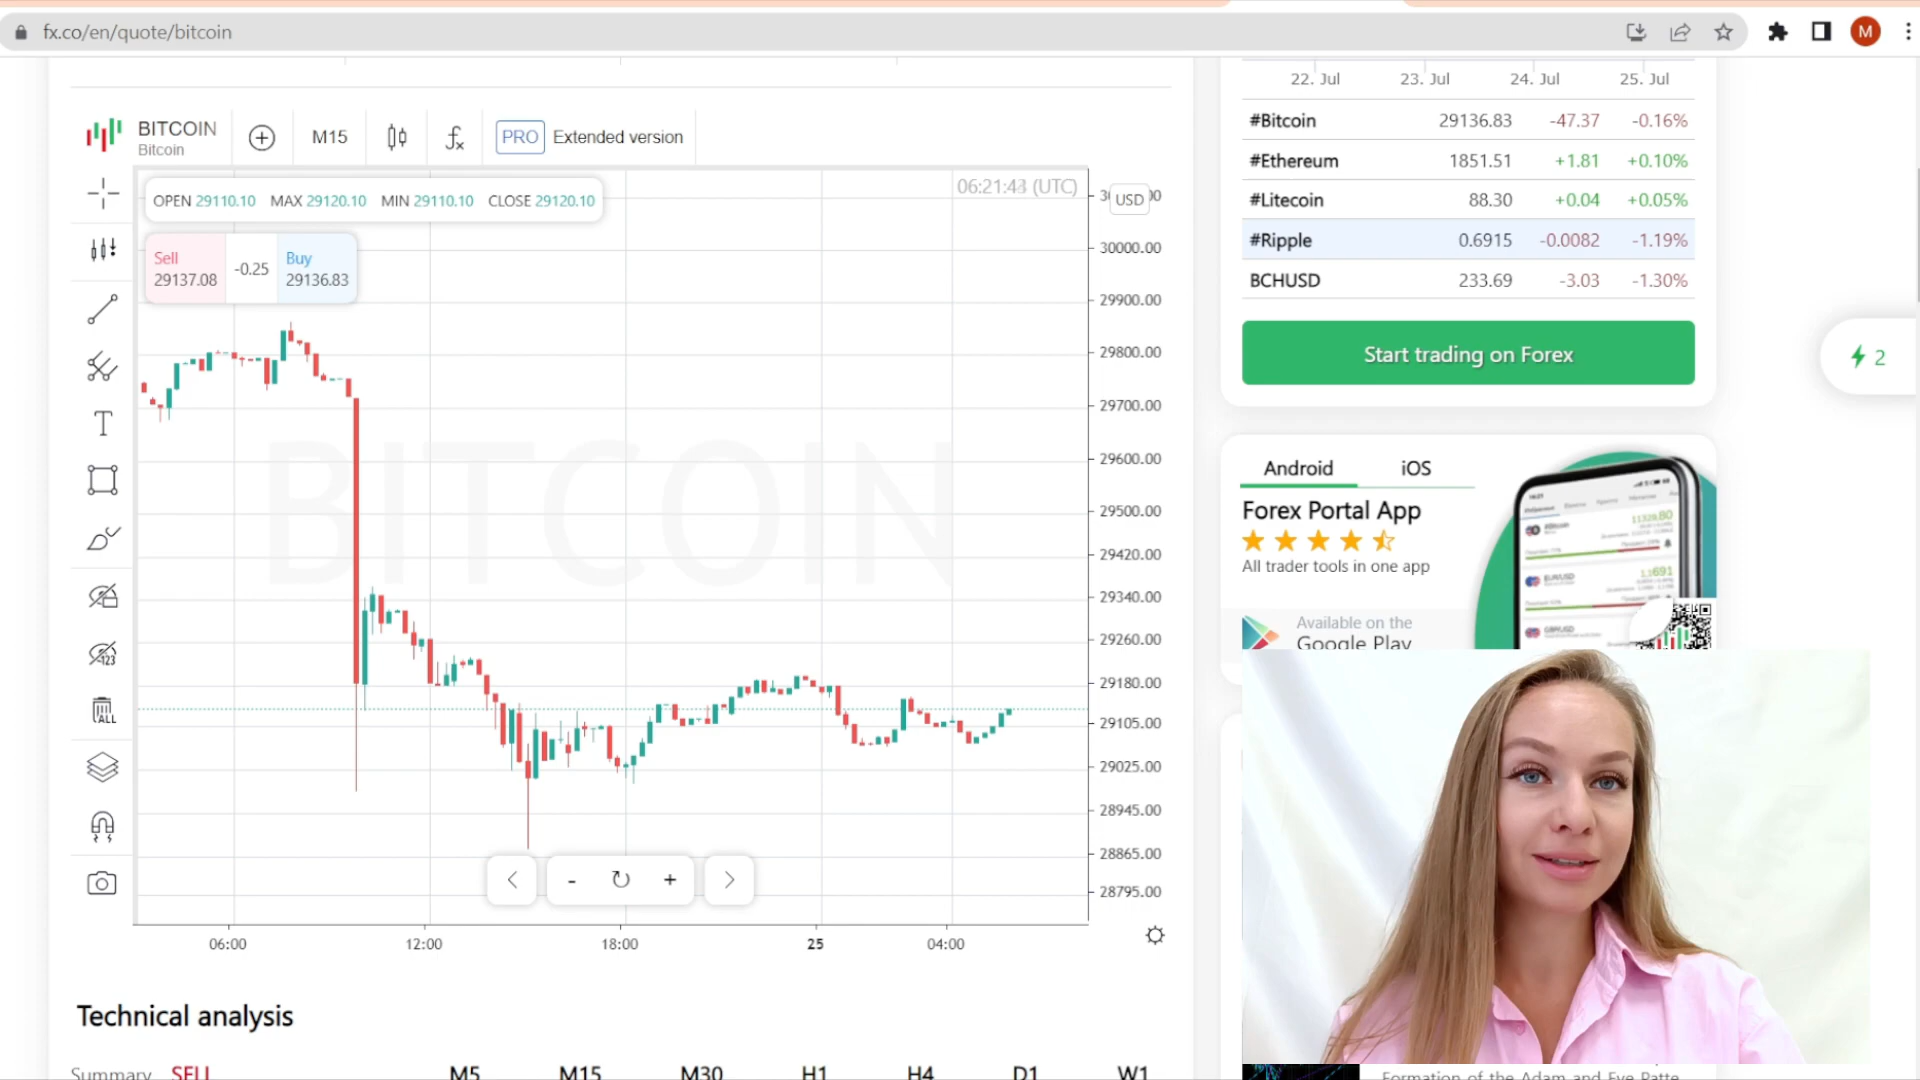 fx.co/en/quote/bitcoin
M
BITCOIN
Bitcoin
M15
PRO Extended version
OPEN 29110.10 MAX 29120.10 MIN 29110.10 CLOSE 29120.10
06:21:43 (UTC)
USD
Sell
29137.08
-0.25
Buy
29136.83
30000.00
29900.00
29800.00
29700.00
29600.00
29500.00
29420.00
29340.00
29260.00
29180.00
29105.00
29025.00
28945.00
28865.00
28795.00
BITCOIN
123
ALL
- +
06:00 12:00 18:00 25 04:00
Technical analysis
Summary SELL M5 M15 M30 H1 H4 D1 W1
22. Jul 23. Jul 24. Jul 25. Jul
#Bitcoin 29136.83 -47.37 -0.16%
#Ethereum 1851.51 +1.81 +0.10%
#Litecoin 88.30 +0.04 +0.05%
#Ripple 0.6915 -0.0082 -1.19%
BCHUSD 233.69 -3.03 -1.30%
Start trading on Forex
2
Android iOS
Forex Portal App
All trader tools in one app
Available on the
Google Play
Formation of the Adam and Eve Patte